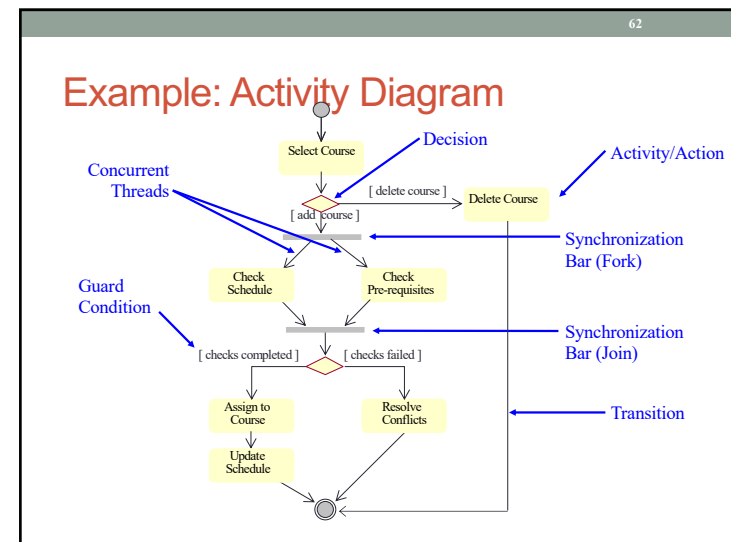 62
Example: Activity Diagram
Select Course
Decision
Activity/Action
Concurrent
Threads
[ delete course ]
Delete Course
[ add course ]
Synchronization
Bar (Fork)
Check
Schedule
Check
Pre-requisites
Guard
Condition
Synchronization
Bar (Join)
[ checks completed ]
[ checks failed ]
Assign to
Course
Resolve
Conflicts
Transition
Update
Schedule